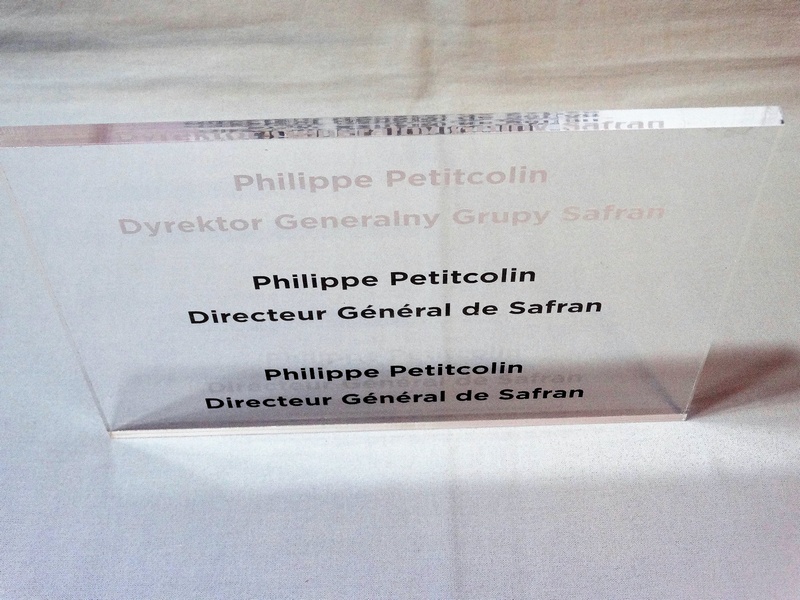 Philippe Petitcolin
Dyrektor Generalny Grupy Safran
Philippe Petitcolin
Directeur Général de Safran
Philippe Petitcolin
Directeur Général de Safran